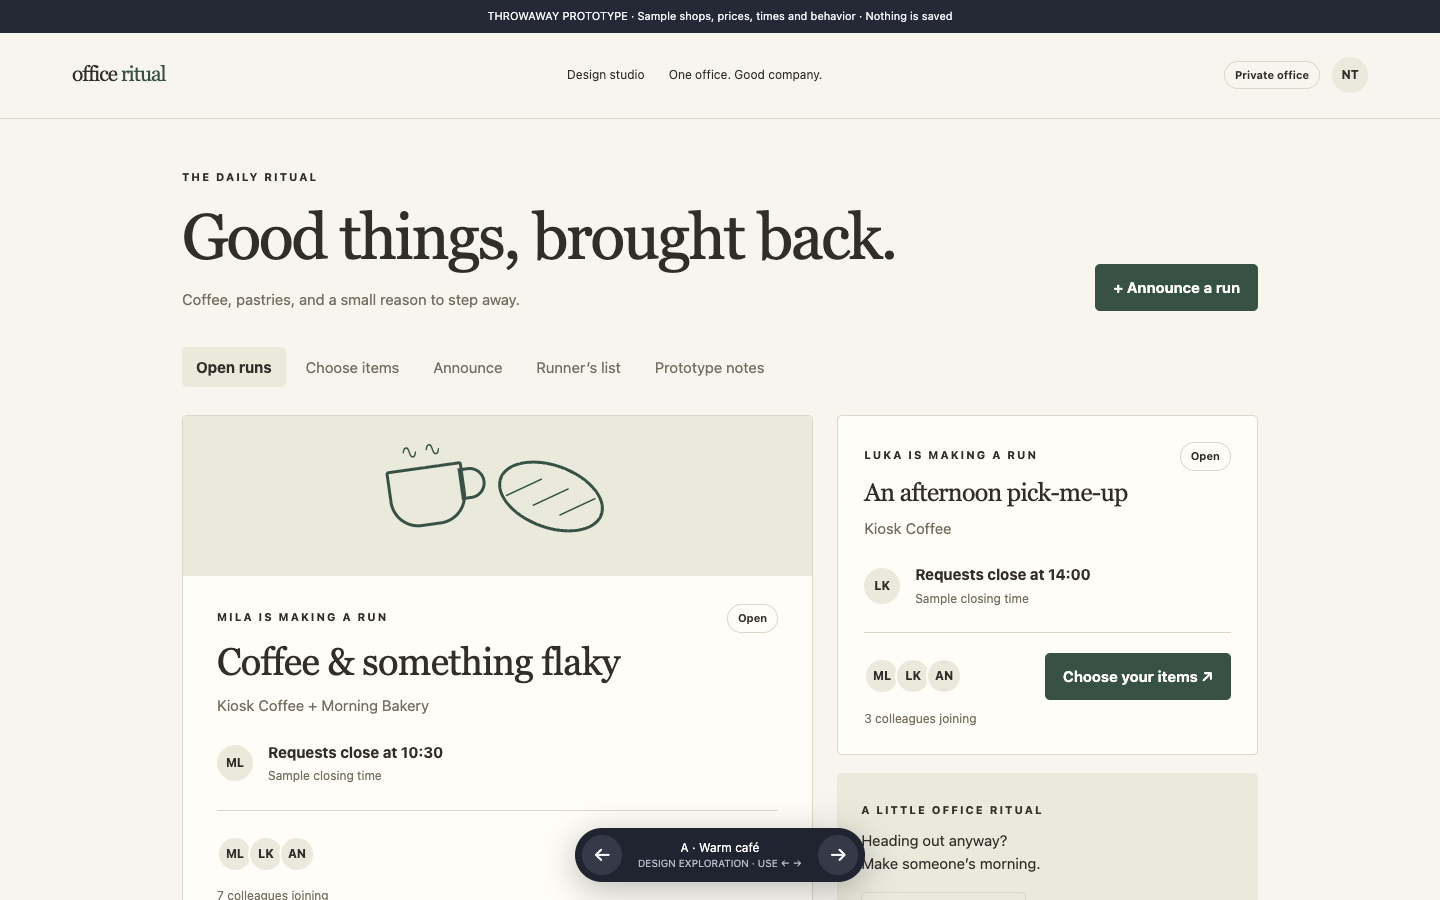 THROWAWAY PROTOTYPE · Sample shops, prices, times and behavior · Nothing is saved
office ritual
Design studio
One office. Good company.
Private office
NT
THE DAILY RITUAL
Good things, brought back.
Coffee, pastries, and a small reason to step away.
+ Announce a run
Open runs
Choose items
Announce
Runner’s list
Prototype notes
MILA IS MAKING A RUN
Open
Coffee & something flaky
Kiosk Coffee + Morning Bakery
ML
Requests close at 10:30
Sample closing time
ML LK AN
7 colleagues joining
LUKA IS MAKING A RUN
Open
An afternoon pick-me-up
Kiosk Coffee
LK
Requests close at 14:00
Sample closing time
ML LK AN
Choose your items ↗
3 colleagues joining
A LITTLE OFFICE RITUAL
Heading out anyway?
Make someone’s morning.
←
A · Warm café
DESIGN EXPLORATION · USE ← →
→